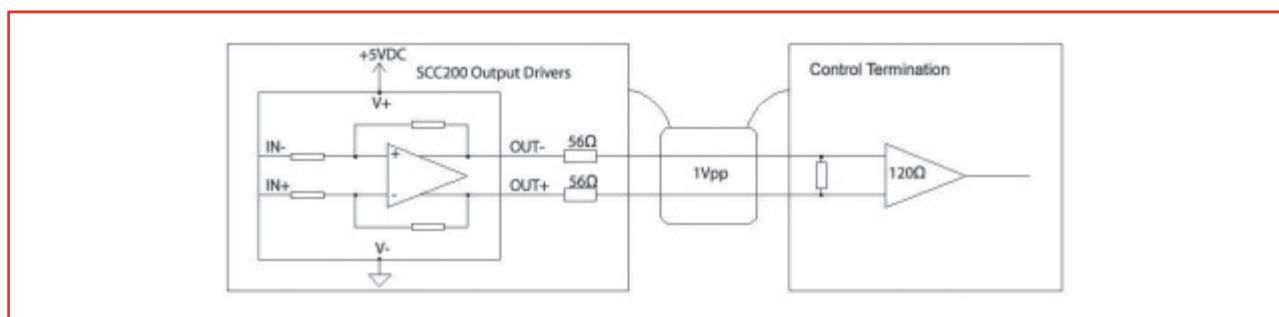 +5VDC
SCC200 Output Drivers
Control Termination
V+
IN-
+
OUT-
56Ω
1Vpp
120Ω
IN+
-
OUT+
56Ω
V-